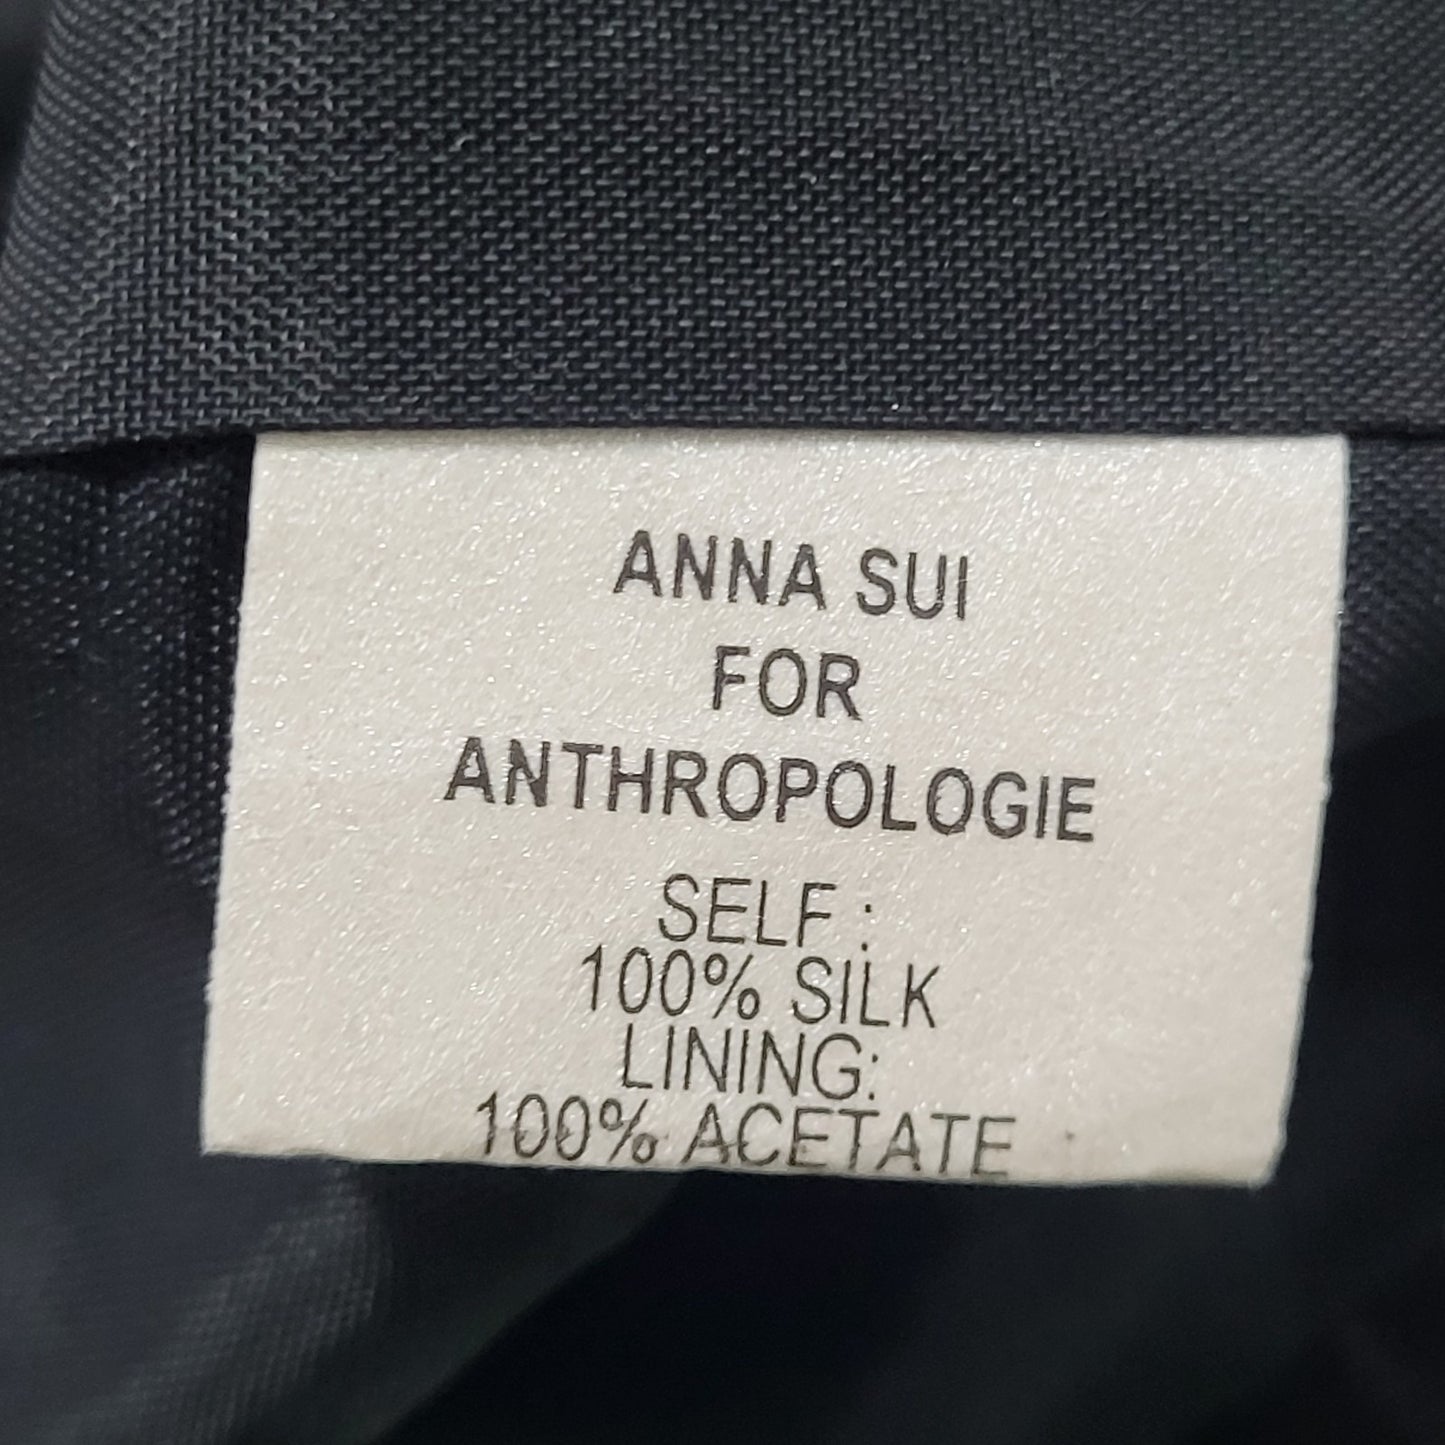 ANNA SUI
FOR
ANTHROPOLOGIE
SELF :
100% SILK
LINING:
100% ACETATE